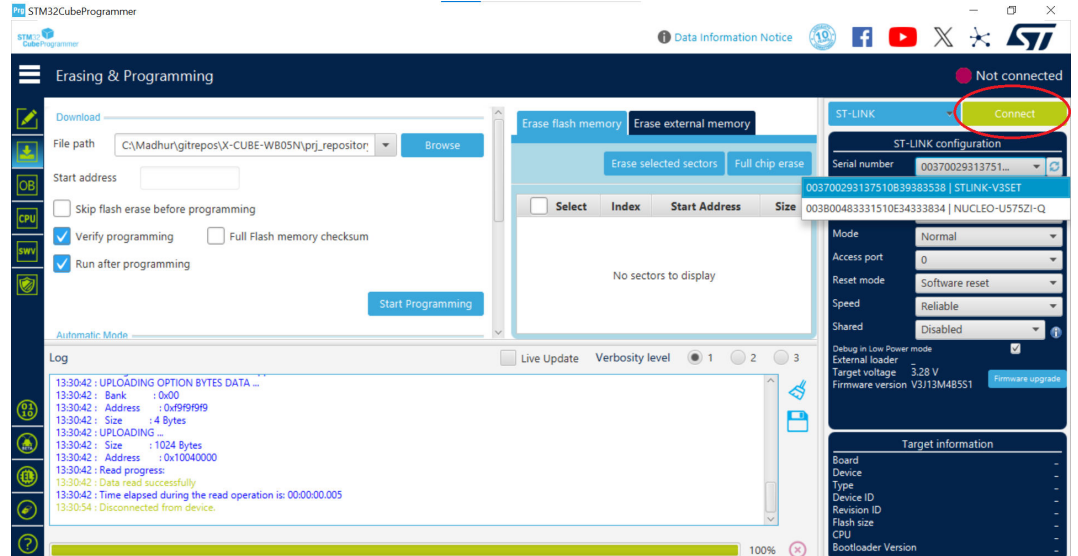 Prg STM32CubeProgrammer
STM32
CubeProgrammer
Data Information Notice
10
ST
Erasing & Programming
Not connected
Download
File path
C:\Madhur\gitrepos\X-CUBE-WB05N\prj_repositor
Browse
Start address
Skip flash erase before programming
Verify programming
Full Flash memory checksum
Run after programming
Start Programming
Automatic Mode
OB
CPU
SWV
Erase flash memory
Erase external memory
Erase selected sectors
Full chip erase
Select Index Start Address Size
No sectors to display
ST-LINK
Connect
ST-LINK configuration
Serial number
00370029313751...
003700293137510B39383538 | STLINK-V3SET
003B00483331510E34333834 | NUCLEO-U575ZI-Q
Mode Normal
Access port 0
Reset mode Software reset
Speed Reliable
Shared Disabled
Debug in Low Power mode
External loader _
Target voltage 3.28 V
Firmware version V3J13M4B5S1
Firmware upgrade
Log
Live Update
Verbosity level
1
2
3
13:30:42 : UPLOADING OPTION BYTES DATA ...
13:30:42 : Bank : 0x00
13:30:42 : Address : 0xf9f9f9f9
13:30:42 : Size : 4 Bytes
13:30:42 : UPLOADING ...
13:30:42 : Size : 1024 Bytes
13:30:42 : Address : 0x10040000
13:30:42 : Read progress:
13:30:42 : Data read successfully
13:30:42 : Time elapsed during the read operation is: 00:00:00.005
13:30:54 : Disconnected from device.
100%
Target information
Board _
Device _
Type _
Device ID _
Revision ID _
Flash size _
CPU _
Bootloader Version _